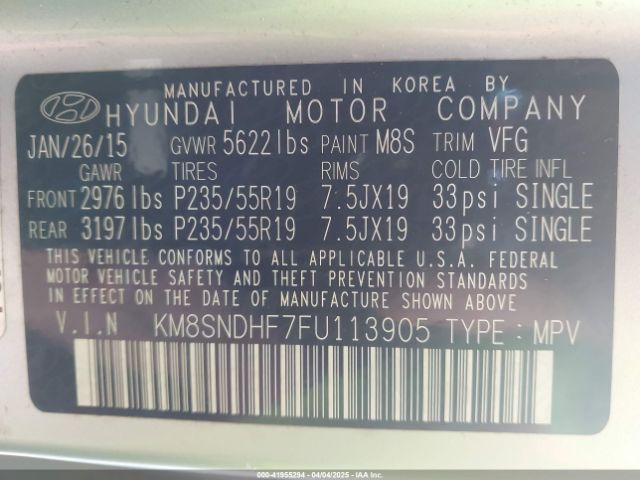 MANUFACTURED IN KOREA BY
HYUNDAI MOTOR COMPANY
JAN/26/15 GVWR 5622lbs PAINT M8S TRIM VFG
GAWR TIRES RIMS COLD TIRE INFL
FRONT 2976lbs P235/55R19 7.5JX19 33psi SINGLE
REAR 3197lbs P235/55R19 7.5JX19 33psi SINGLE
THIS VEHICLE CONFORMS TO ALL APPLICABLE U.S.A. FEDERAL
MOTOR VEHICLE SAFETY AND THEFT PREVENTION STANDARDS
IN EFFECT ON THE DATE OF MANUFACTURE SHOWN ABOVE.
V.I.N KM8SNDHF7FU113905 TYPE : MPV
000-41955294 - 04/04/2025 - IAAI, Inc.